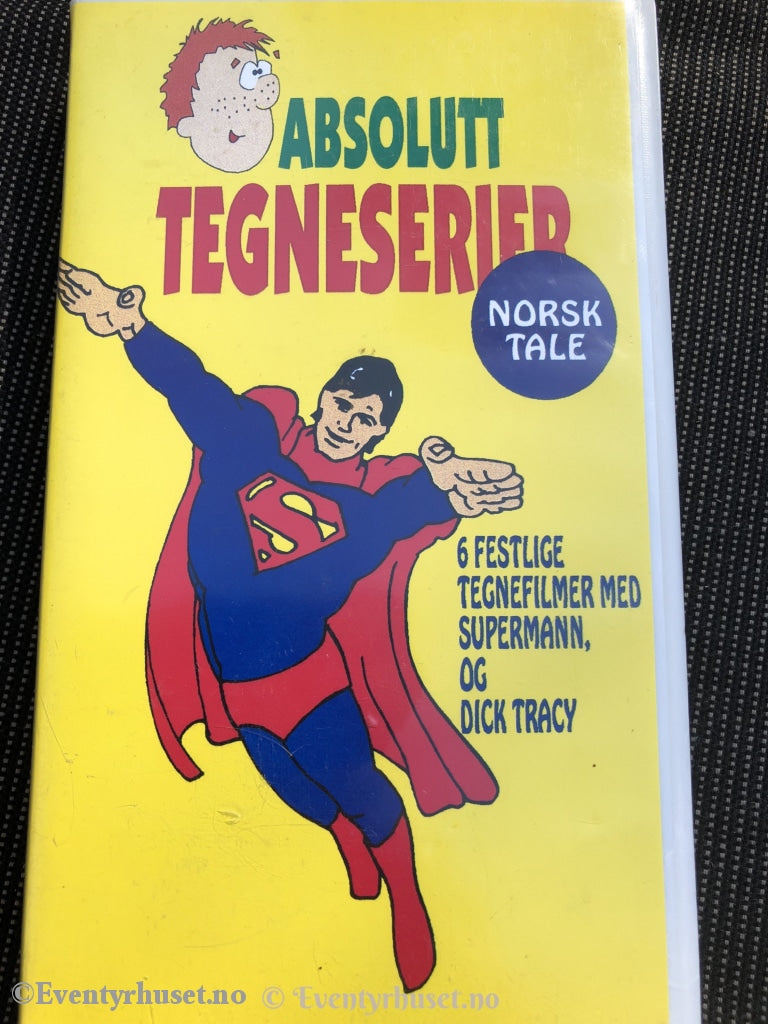 ABSOLUTT
TEGNESERIER
NORSK
TALE
S
6 FESTLIGE
TEGNEFILMER MED
SUPERMANN,
OG
DICK TRACY
©Eventyrhuset.no © Eventyrhuset.no